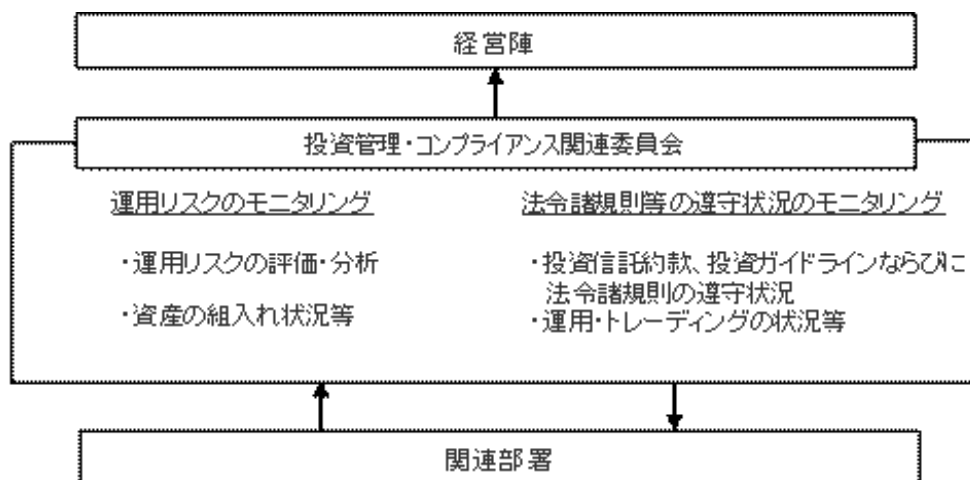 経営陣
投資管理・コンプライアンス関連委員会
運用リスクのモニタリング
・運用リスクの評価・分析
・資産の組入れ状況等
法令諸規則等の遵守状況のモニタリング
・投資信託約款、投資ガイドラインならびに
法令諸規則の遵守状況
・運用・トレーディングの状況等
関連部署